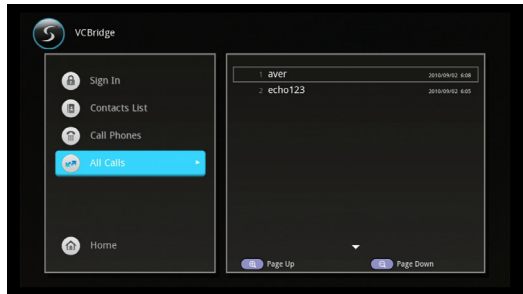 VCBridge
Sign In
Contacts List
Call Phones
All Calls
Home
1 aver 2010/09/02 6:08
2 echo123 2010/09/02 6:05
Page Up Page Down